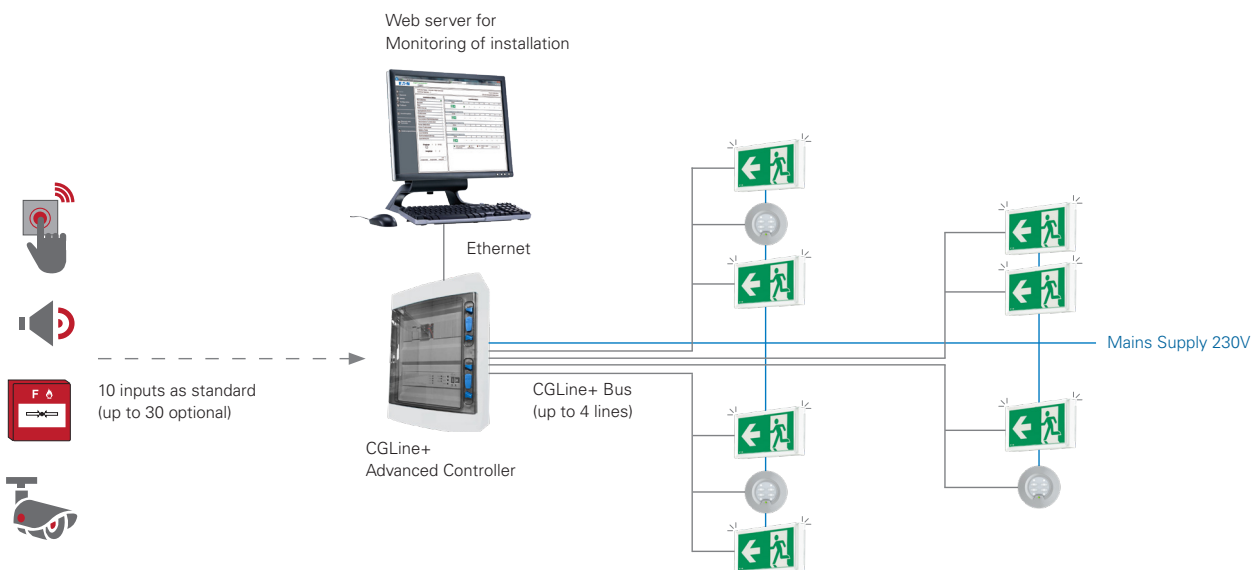 Web server for
Monitoring of installation
EATON
Ethernet
Mains Supply 230V
10 inputs as standard
(up to 30 optional)
F
CGLine+ Bus
(up to 4 lines)
CGLine+
Advanced Controller